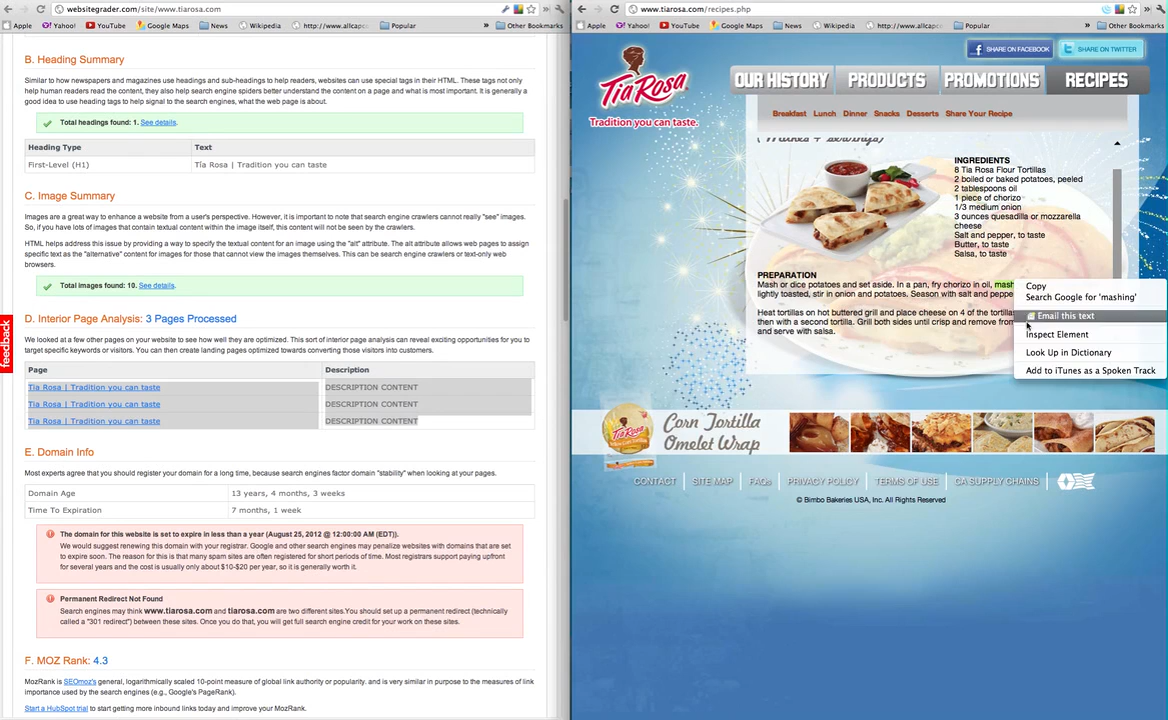 websitegrader.com/site/www.tiarosa.com
Apple Yahoo! YouTube Google Maps News Wikipedia http://www.allcapc... Popular » Other Bookmarks
B. Heading Summary
Similar to how newspapers and magazines use headings and sub-headings to help readers, websites can use special tags in their HTML. These tags not only
help human readers read the content, they also help search engine spiders better understand the content on a page and what is most important. It is generally a
good idea to use heading tags to help signal to the search engines, what the web page is about.
Total headings found: 1. See details.
Heading Type Text
First-Level (H1) Tía Rosa | Tradition you can taste
C. Image Summary
Images are a great way to enhance a website from a user's perspective. However, it is important to note that search engine crawlers cannot really "see" images.
So, if you have lots of images that contain textual content within the image itself, this content will not be seen by the crawlers.
HTML helps address this issue by providing a way to specify the textual content for an image using the "alt" attribute. The alt attribute allows web pages to assign
specific text as the "alternative" content for images for those that cannot view the images themselves. This can be search engine crawlers or text-only web
browsers.
Total images found: 10. See details.
D. Interior Page Analysis: 3 Pages Processed
We looked at a few other pages on your website to see how well they are optimized. This sort of interior page analysis can reveal exciting opportunities for you to
target specific keywords or visitors. You can then create landing pages optimized towards converting those visitors into customers.
Page Description
Tia Rosa | Tradition you can taste DESCRIPTION CONTENT
Tia Rosa | Tradition you can taste DESCRIPTION CONTENT
Tia Rosa | Tradition you can taste DESCRIPTION CONTENT
E. Domain Info
Most experts agree that you should register your domain for a long time, because search engines factor domain "stability" when looking at your pages.
Domain Age 13 years, 4 months, 3 weeks
Time To Expiration 7 months, 1 week
The domain for this website is set to expire in less than a year (August 25, 2012 @ 12:00:00 AM (EDT)).
We would suggest renewing this domain with your registrar. Google and other search engines may penalize websites with domains that are set
to expire soon. The reason for this is that many spam sites are often registered for short periods of time. Most registrars support paying upfront
for several years and the cost is usually only about $10-$20 per year, so it is generally worth it.
Permanent Redirect Not Found
Search engines may think www.tiarosa.com and tiarosa.com are two different sites.You should set up a permanent redirect (technically
called a "301 redirect") between these sites. Once you do that, you will get full search engine credit for your work on these sites.
F. MOZ Rank: 4.3
MozRank is SEOmoz's general, logarithmically scaled 10-point measure of global link authority or popularity. and is very similar in purpose to the measures of link
importance used by the search engines (e.g., Google's PageRank).
Start a HubSpot trial to start getting more inbound links today and improve your MozRank.
feedback
www.tiarosa.com/recipes.php
Apple Yahoo! YouTube Google Maps News Wikipedia http://www.allcapc... Popular » Other Bookmarks
SHARE ON FACEBOOK SHARE ON TWITTER
Tía Rosa
Tradition you can taste.
OUR HISTORY PRODUCTS PROMOTIONS RECIPES
Breakfast Lunch Dinner Snacks Desserts Share Your Recipe
(Makes 4 servings)
INGREDIENTS
8 Tia Rosa Flour Tortillas
2 boiled or baked potatoes, peeled
2 tablespoons oil
1 piece of chorizo
1/3 medium onion
3 ounces quesadilla or mozzarella
cheese
Salt and pepper, to taste
Butter, to taste
Salsa, to taste
PREPARATION
Mash or dice potatoes and set aside. In a pan, fry chorizo in oil, mash
lightly toasted, stir in onion and potatoes. Season with salt and peppe
Heat tortillas on hot buttered grill and place cheese on 4 of the tortillas
then with a second tortilla. Grill both sides until crisp and remove from
and serve with salsa.
Copy
Search Google for 'mashing'
Email this text
Inspect Element
Look Up in Dictionary
Add to iTunes as a Spoken Track
Corn Tortilla
Omelet Wrap
CONTACT SITE MAP FAQs PRIVACY POLICY TERMS OF USE CA SUPPLY CHAINS
© Bimbo Bakeries USA, Inc. All Rights Reserved